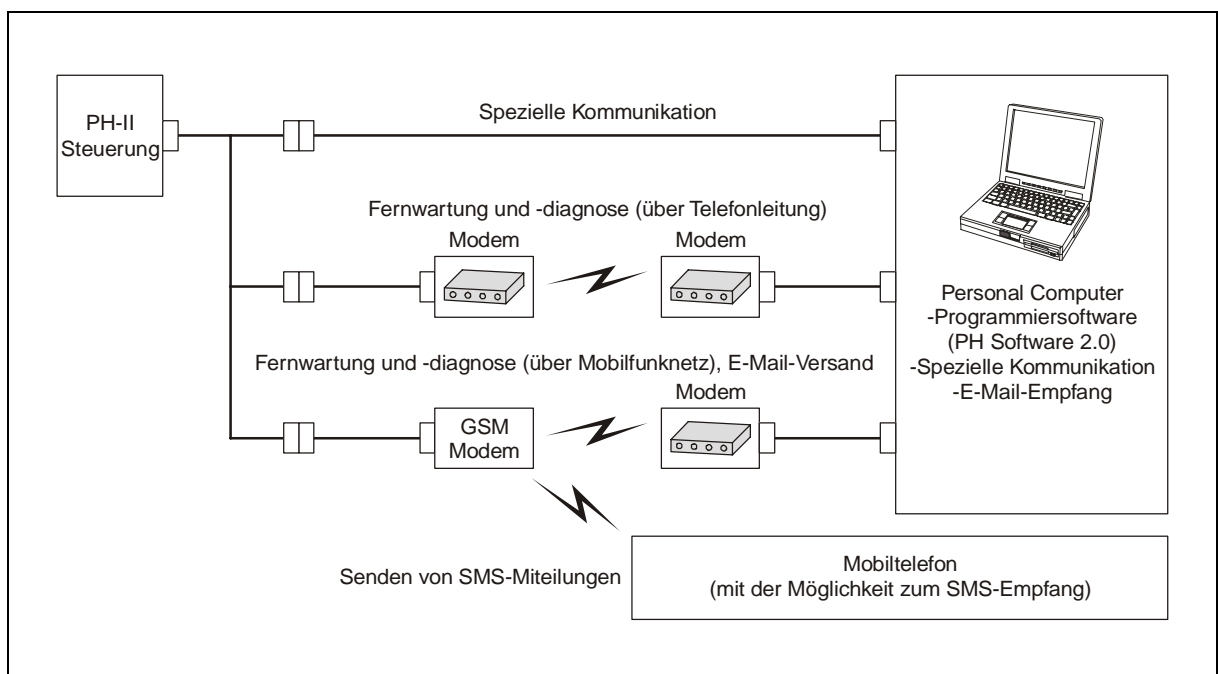 PH-II
Steuerung
Spezielle Kommunikation
Fernwartung und -diagnose (über Telefonleitung)
Modem
Modem
Fernwartung und -diagnose (über Mobilfunknetz), E-Mail-Versand
Modem
GSM
Modem
Personal Computer
-Programmiersoftware
(PH Software 2.0)
-Spezielle Kommunikation
-E-Mail-Empfang
Senden von SMS-Miteilungen
Mobiltelefon
(mit der Möglichkeit zum SMS-Empfang)